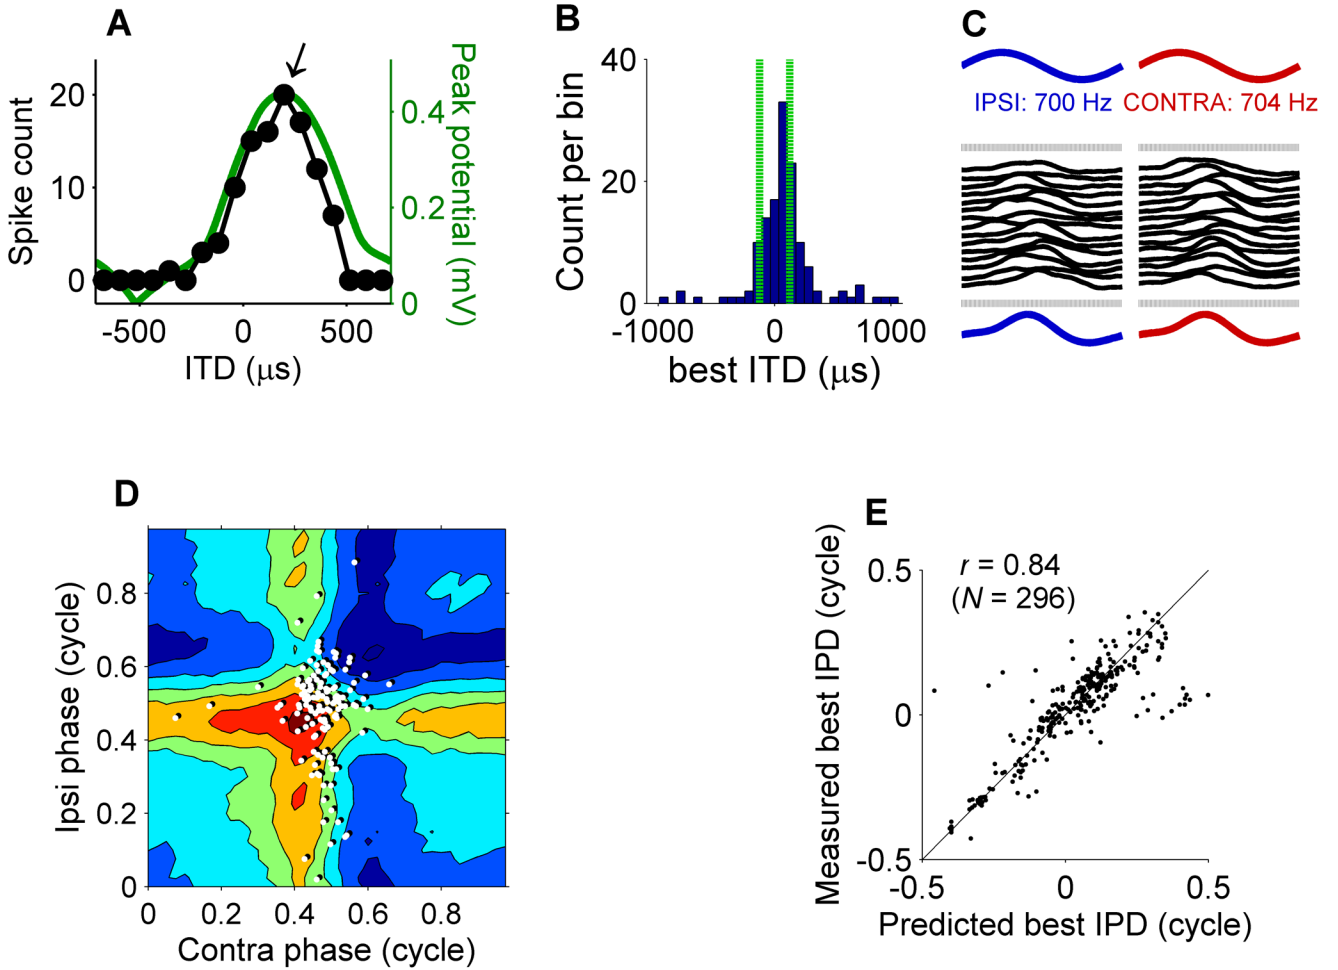 A
Spike count
20
10
0
-500
0
500
ITD (μs)
0.4
0.2
0
Peak potential (mV)
B
Count per bin
40
20
0
-1000
0
1000
best ITD (μs)
C
IPSI: 700 Hz
CONTRA: 704 Hz
D
Ipsi phase (cycle)
0.8
0.6
0.4
0.2
0
0
0.2
0.4
0.6
0.8
Contra phase (cycle)
E
Measured best IPD (cycle)
r = 0.84
(N = 296)
0.5
0
-0.5
-0.5
0
0.5
Predicted best IPD (cycle)